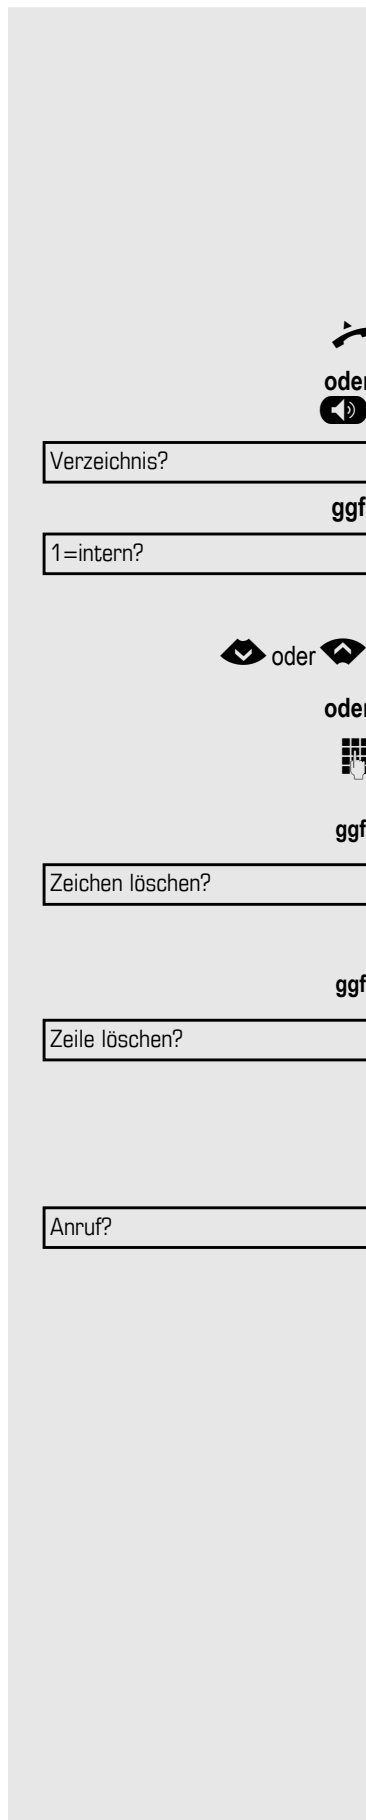 oder
Verzeichnis?
ggf
1=intern?
oder
oder
ggf
Zeichen löschen?
ggf
Zeile löschen?
Anruf?